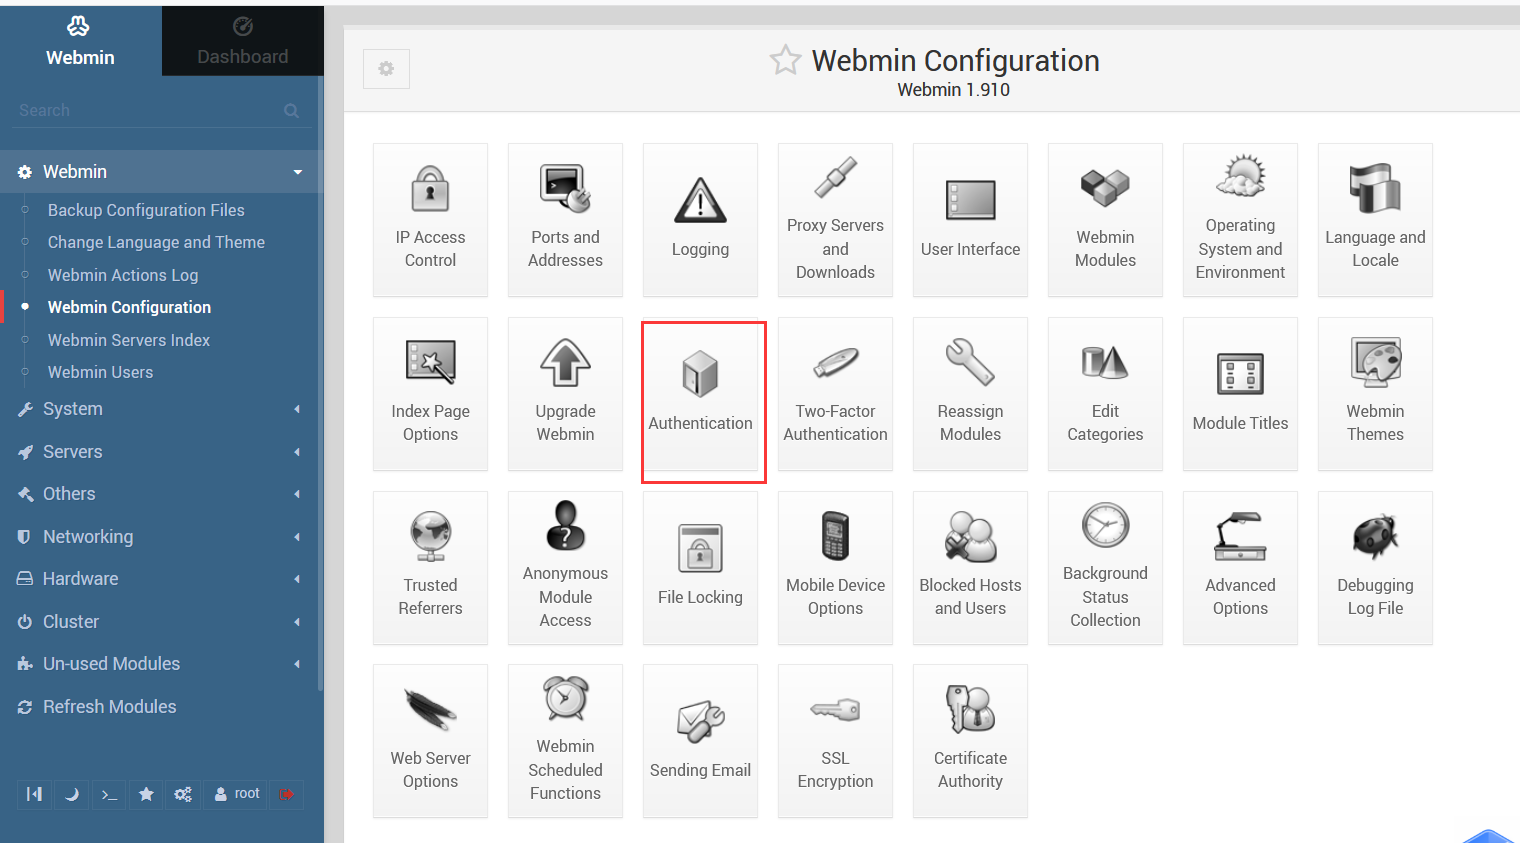 Webmin
Dashboard
Search
Webmin
Backup Configuration Files
Change Language and Theme
Webmin Actions Log
Webmin Configuration
Webmin Servers Index
Webmin Users
System
Servers
Others
Networking
Hardware
Cluster
Un-used Modules
Refresh Modules
root
Webmin Configuration
Webmin 1.910
IP Access
Control
Ports and
Addresses
Logging
Proxy Servers
and
Downloads
User Interface
Webmin
Modules
Operating
System and
Environment
Language and
Locale
Index Page
Options
Upgrade
Webmin
Authentication
Two-Factor
Authentication
Reassign
Modules
Edit
Categories
Module Titles
Webmin
Themes
Trusted
Referrers
Anonymous
Module
Access
File Locking
Mobile Device
Options
Blocked Hosts
and Users
Background
Status
Collection
Advanced
Options
Debugging
Log File
Web Server
Options
Webmin
Scheduled
Functions
Sending Email
SSL
Encryption
Certificate
Authority